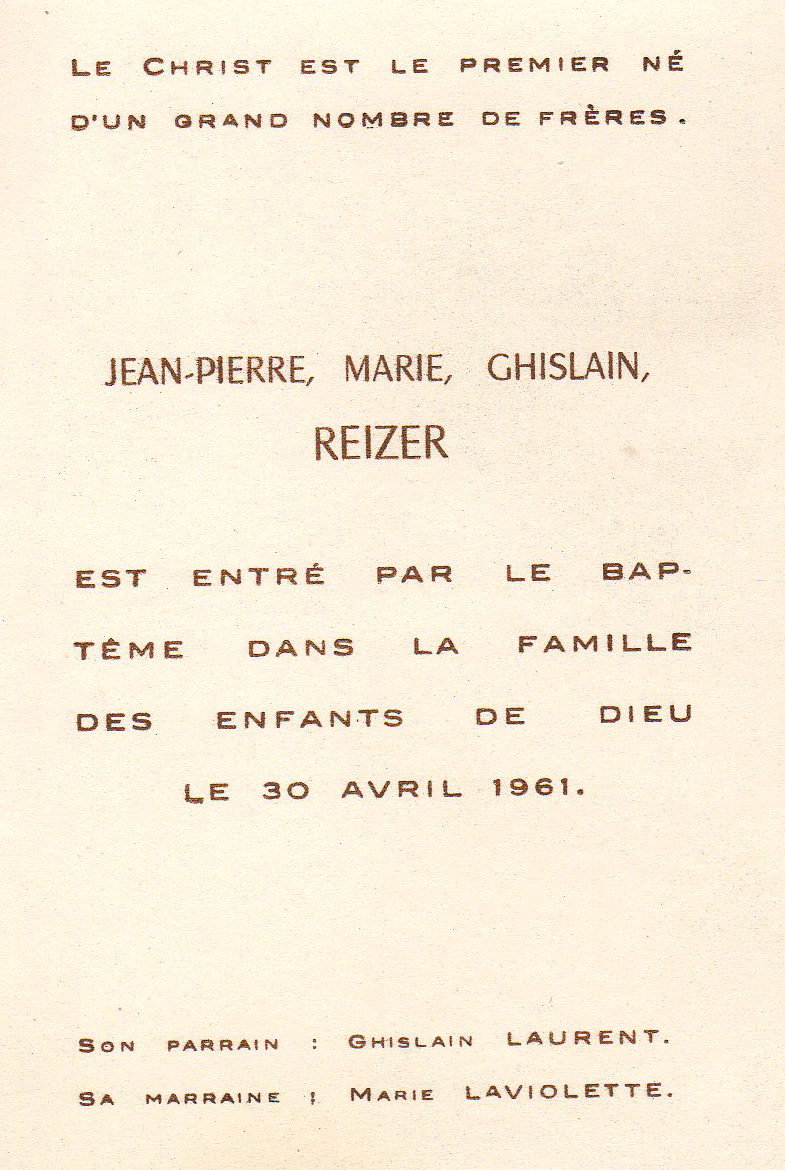 LE CHRIST EST LE PREMIER NÉ
D'UN GRAND NOMBRE DE FRÈRES.
JEAN-PIERRE, MARIE, GHISLAIN,
REIZER
EST ENTRÉ PAR LE BAP-
TÊME DANS LA FAMILLE
DES ENFANTS DE DIEU
LE 30 AVRIL 1961.
SON PARRAIN : GHISLAIN LAURENT.
SA MARRAINE : MARIE LAVIOLETTE.